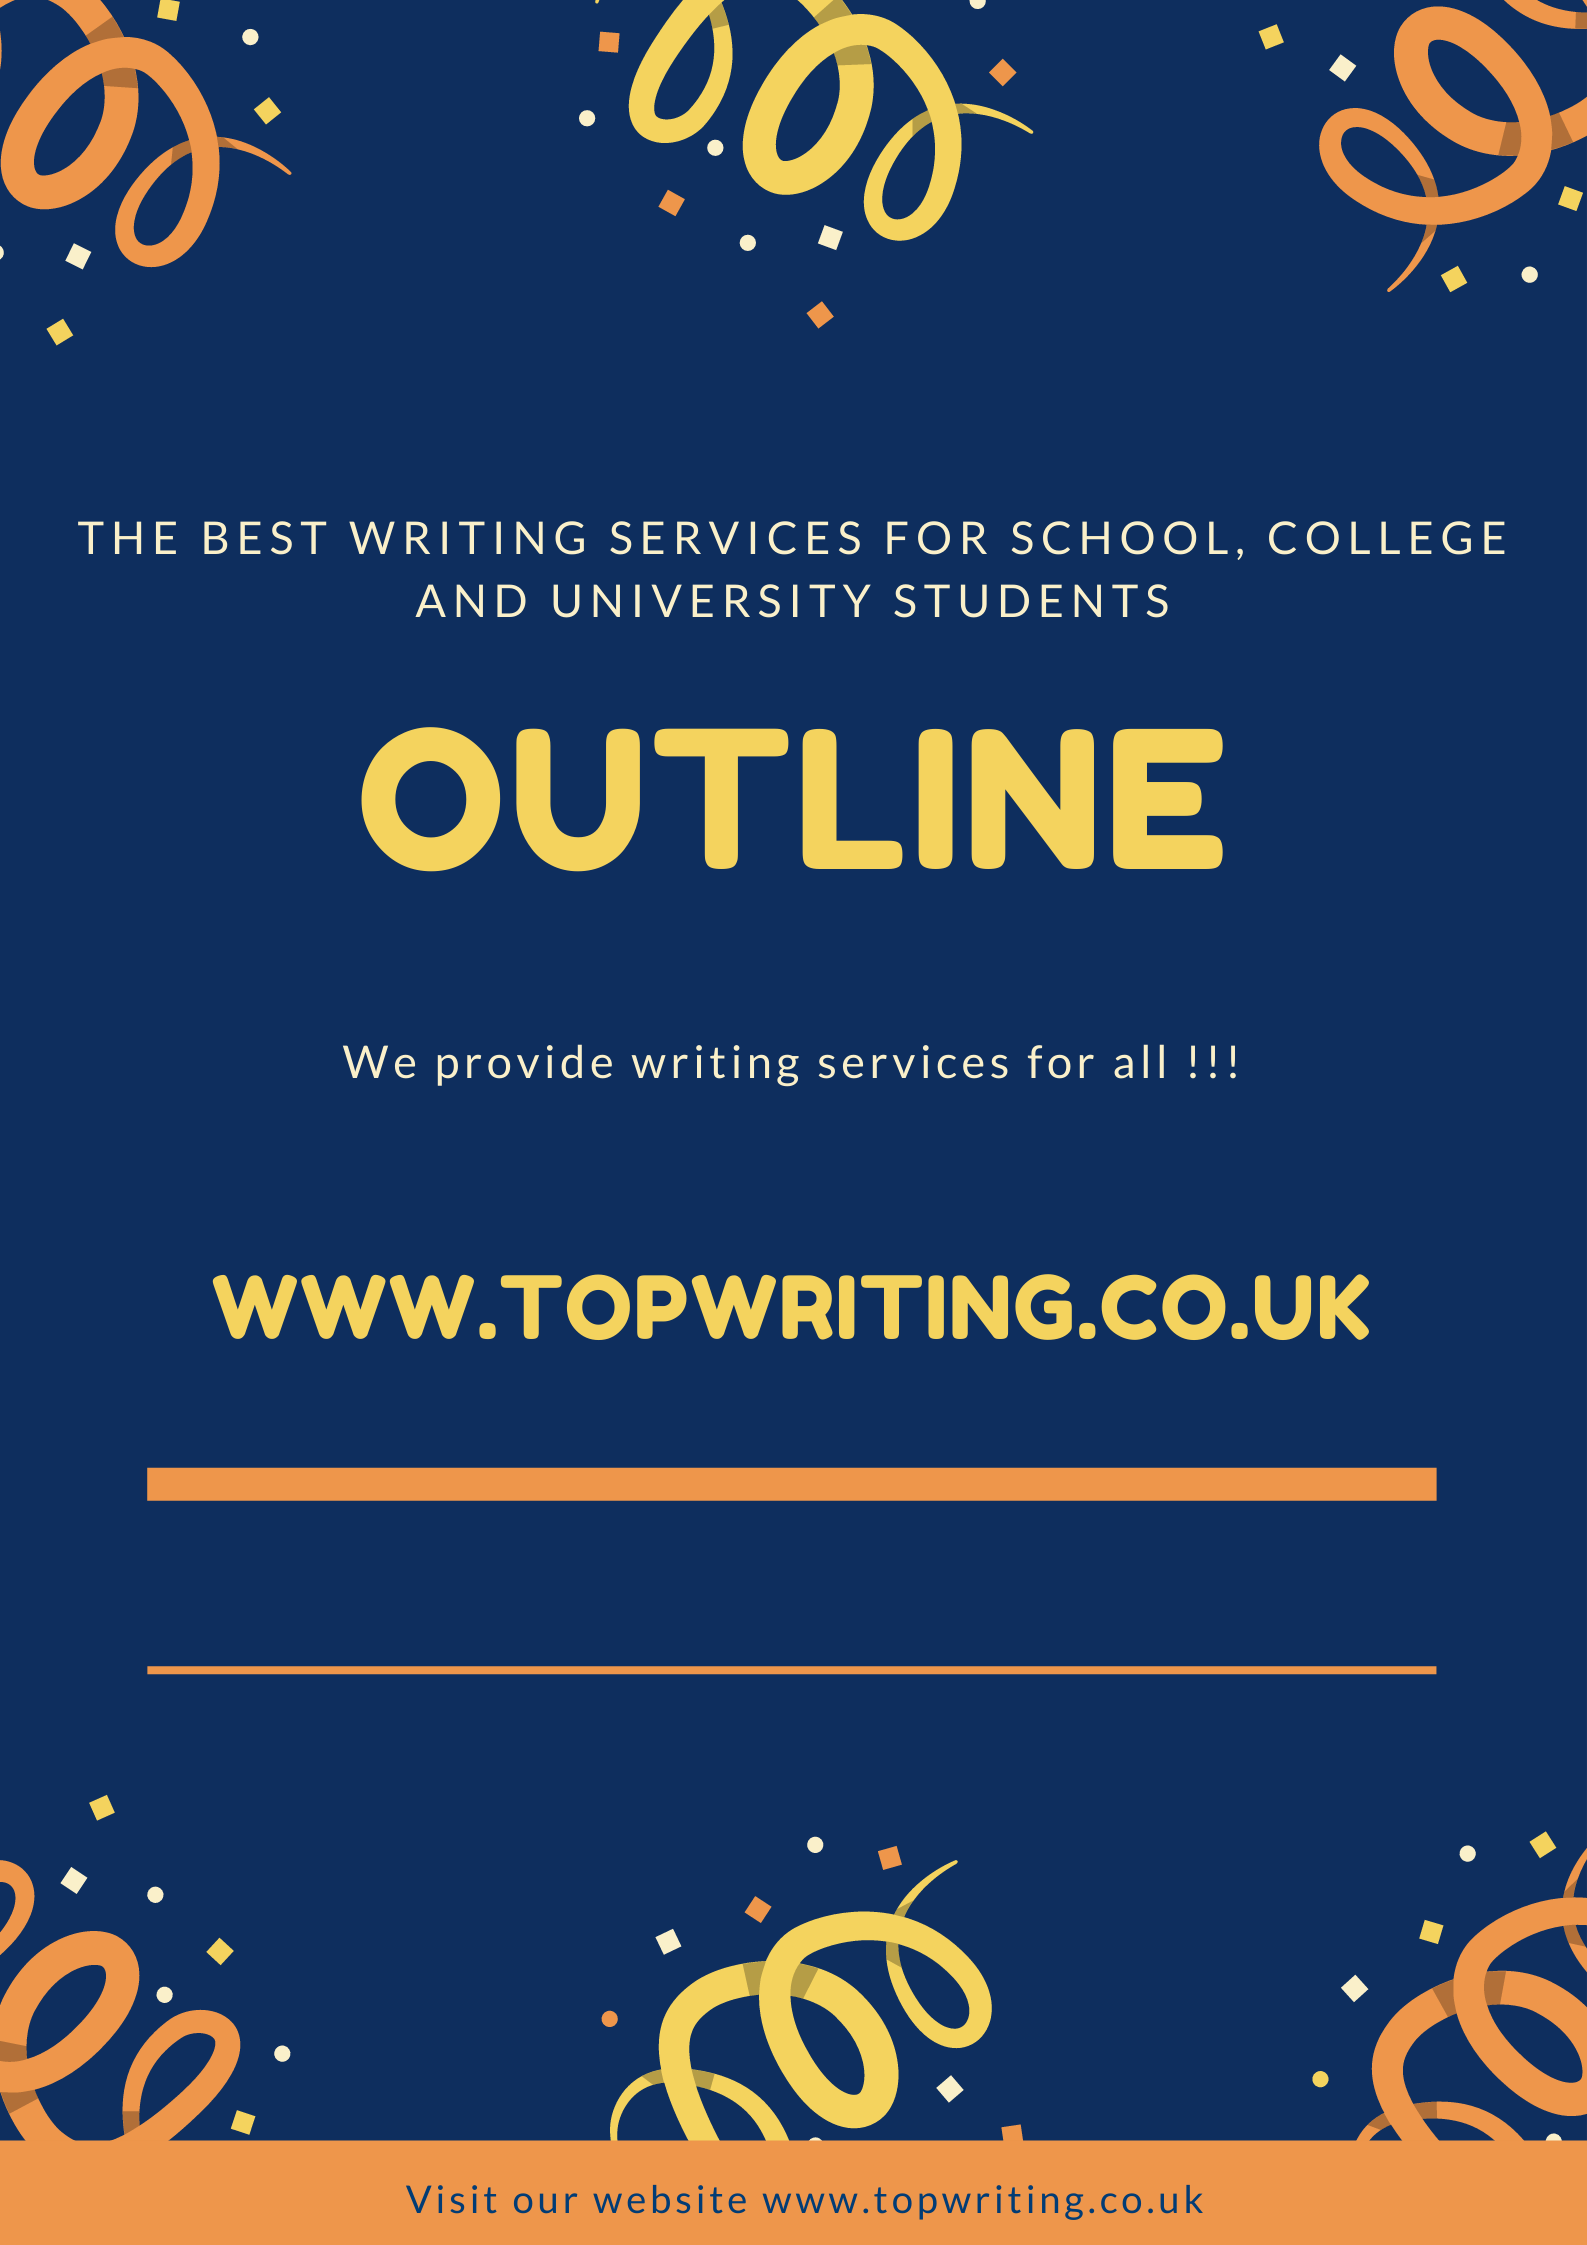 THE BEST WRITING SERVICES FOR SCHOOL, COLLEGE
AND UNIVERSITY STUDENTS
OUTLINE
We provide writing services for all !!!
WWW.TOPWRITING.CO.UK
Visit our website www.topwriting.co.uk